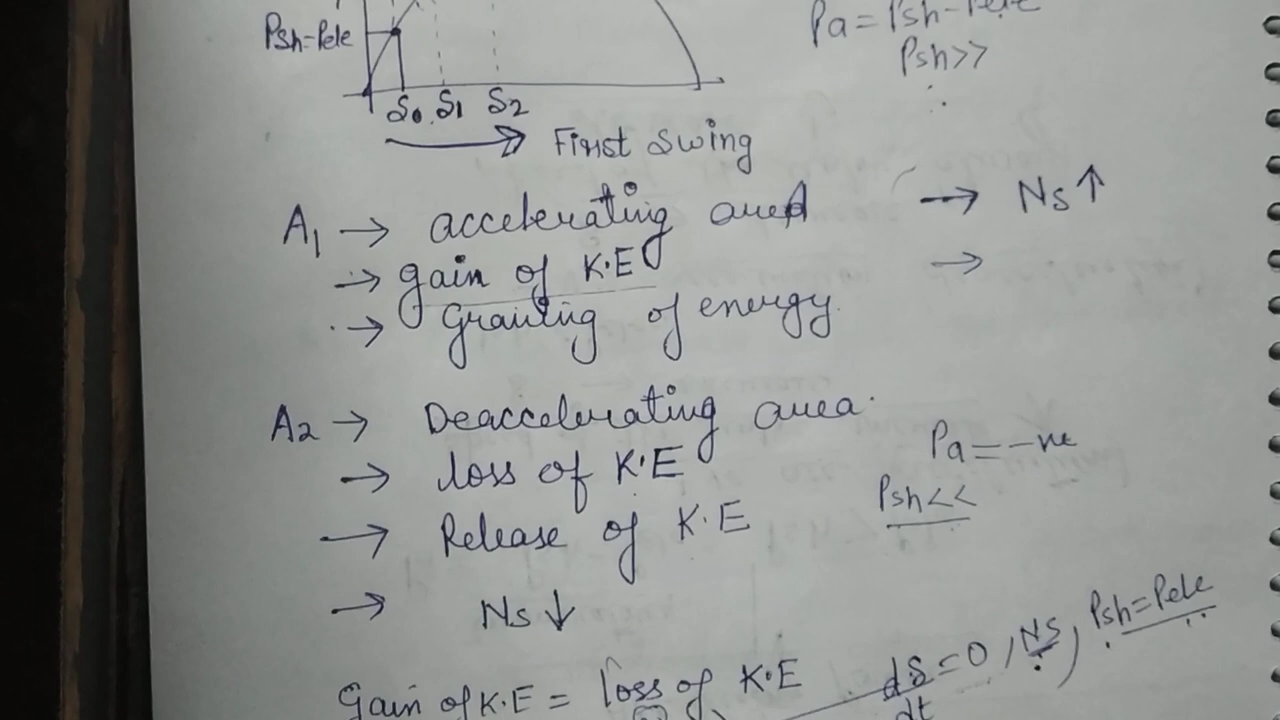 Psh=Pele
Pa=Psh-Pele
Psh>>
∴
δ0 δ1 δ2
→ First Swing
A1 → accelerating area → Ns↑
→ gain of K.E →
→ Granting of energy
A2 → Deaccelerating area.
→ loss of K.E
→ Release of K.E
→ Ns↓
Pa=-ve
Psh<<
Gain of K.E = loss of K.E
dδ/dt=0, Ns, Psh=Pele